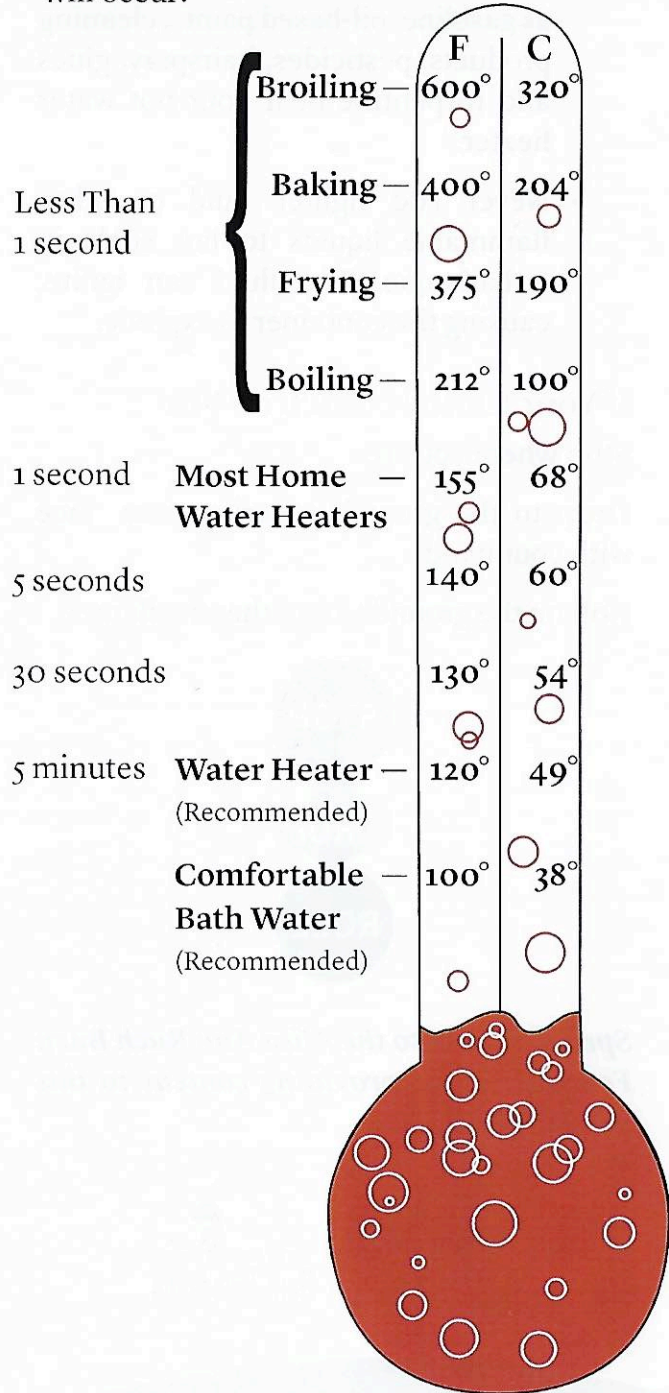 will occur:
F C
Broiling – 600° 320°
Baking – 400° 204°
Less Than
1 second
Frying – 375° 190°
Boiling – 212° 100°
1 second Most Home – 155° 68°
Water Heaters
5 seconds 140° 60°
30 seconds 130° 54°
5 minutes Water Heater – 120° 49°
(Recommended)
Comfortable – 100° 38°
Bath Water
(Recommended)